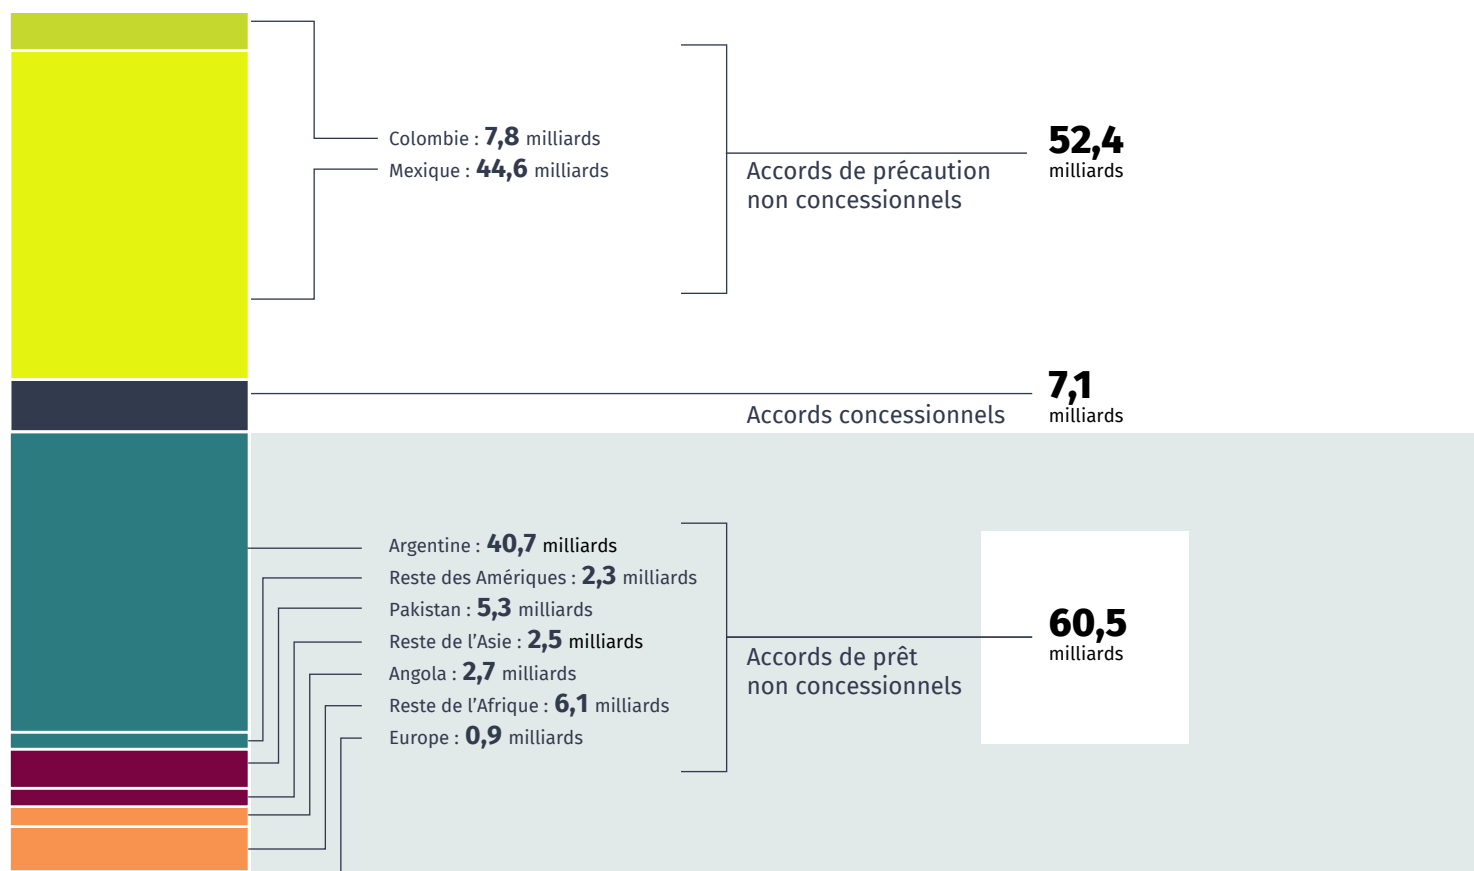 Colombie : 7,8 milliards
Mexique : 44,6 milliards
Accords de précaution
non concessionnels
52,4
milliards
Accords concessionnels
7,1
milliards
Argentine : 40,7 milliards
Reste des Amériques : 2,3 milliards
Pakistan : 5,3 milliards
Reste de l’Asie : 2,5 milliards
Angola : 2,7 milliards
Reste de l’Afrique : 6,1 milliards
Europe : 0,9 milliards
Accords de prêt
non concessionnels
60,5
milliards